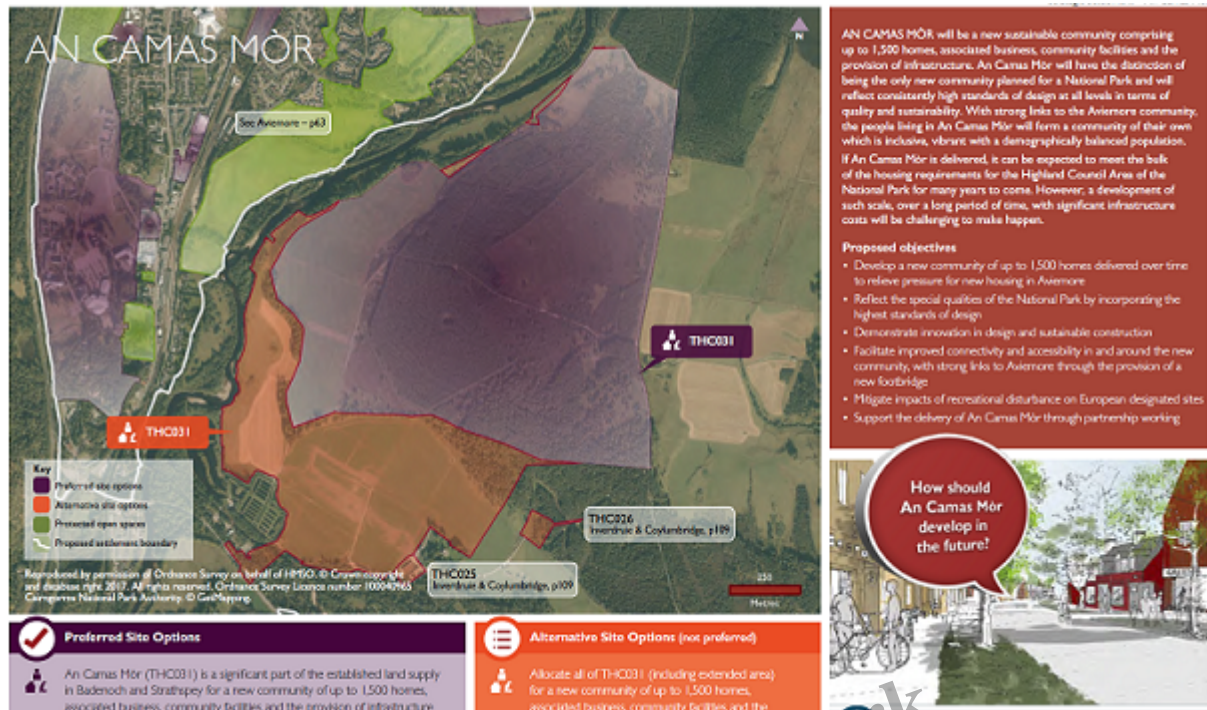 AN CAMAS MÒR
N
See Aviemore – p63
THC031
THC031
Key
Preferred site options
Alternative site options
Protected open spaces
Proposed settlement boundary
THC026
Inverdruie & Coylumbridge, p109
THC025
Inverdruie & Coylumbridge, p109
250
Metres
Reproduced by permission of Ordnance Survey on behalf of HMSO. © Crown copyright
and database right 2017. All rights reserved. Ordnance Survey Licence number 100040965
Cairngorms National Park Authority. © GetMapping.
AN CAMAS MÒR will be a new sustainable community comprising
up to 1,500 homes, associated business, community facilities and the
provision of infrastructure. An Camas Mòr will have the distinction of
being the only new community planned for a National Park and will
reflect consistently high standards of design at all levels in terms of
quality and sustainability. With strong links to the Aviemore community,
the people living in An Camas Mòr will form a community of their own
which is inclusive, vibrant with a demographically balanced population.
If An Camas Mòr is delivered, it can be expected to meet the bulk
of the housing requirements for the Highland Council Area of the
National Park for many years to come. However, a development of
such scale, over a long period of time, with significant infrastructure
costs will be challenging to make happen.
Proposed objectives
• Develop a new community of up to 1,500 homes delivered over time
to relieve pressure for new housing in Aviemore
• Reflect the special qualities of the National Park by incorporating the
highest standards of design
• Demonstrate innovation in design and sustainable construction
• Facilitate improved connectivity and accessibility in and around the new
community, with strong links to Aviemore through the provision of a
new footbridge
• Mitigate impacts of recreational disturbance on European designated sites
• Support the delivery of An Camas Mòr through partnership working
How should
An Camas Mòr
develop in
the future?
Preferred Site Options
An Camas Mòr (THC031) is a significant part of the established land supply
in Badenoch and Strathspey for a new community of up to 1,500 homes,
associated business, community facilities and the provision of infrastructure
Alternative Site Options (not preferred)
Allocate all of THC031 (including extended area)
for a new community of up to 1,500 homes,
associated business, community facilities and the